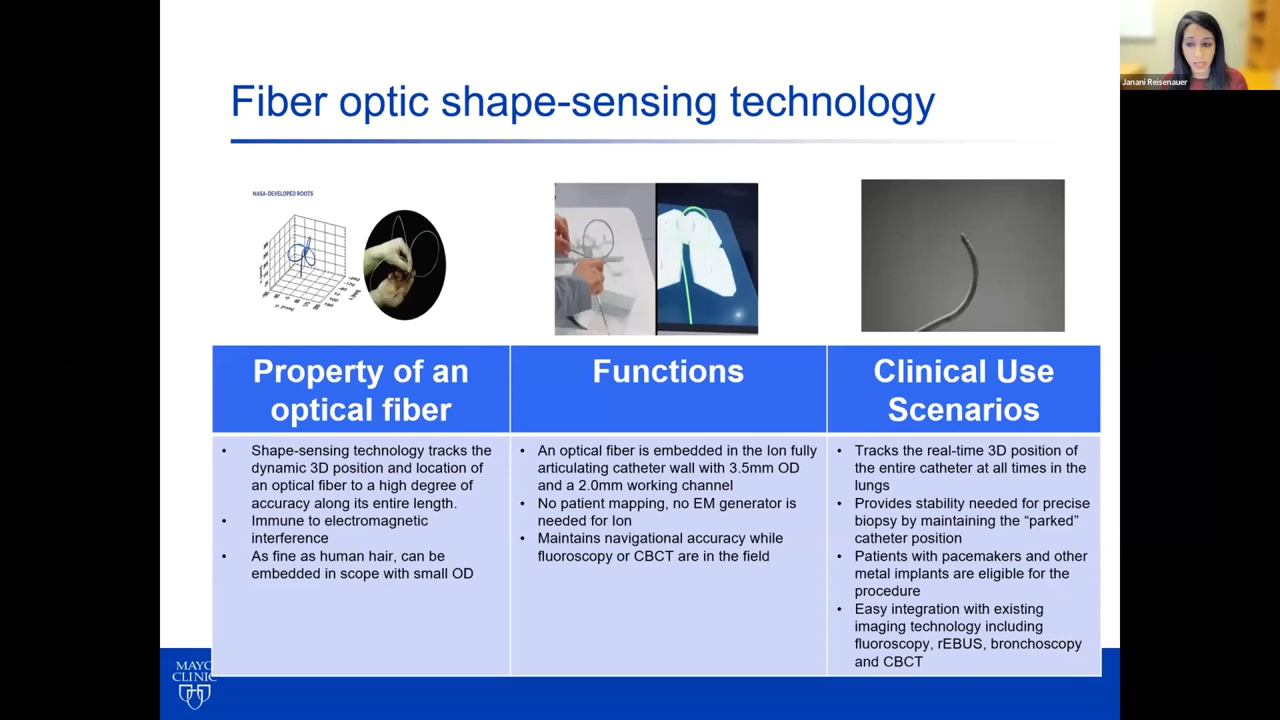 Fiber optic shape-sensing technology
Janani Reisenauer
NASA-DEVELOPED ROOTS
Property of an
optical fiber
Functions
Clinical Use
Scenarios
• Shape-sensing technology tracks the
dynamic 3D position and location of
an optical fiber to a high degree of
accuracy along its entire length.
• Immune to electromagnetic
interference
• As fine as human hair, can be
embedded in scope with small OD
• An optical fiber is embedded in the Ion fully
articulating catheter wall with 3.5mm OD
and a 2.0mm working channel
• No patient mapping, no EM generator is
needed for Ion
• Maintains navigational accuracy while
fluoroscopy or CBCT are in the field
• Tracks the real-time 3D position of
the entire catheter at all times in the
lungs
• Provides stability needed for precise
biopsy by maintaining the “parked”
catheter position
• Patients with pacemakers and other
metal implants are eligible for the
procedure
• Easy integration with existing
imaging technology including
fluoroscopy, rEBUS, bronchoscopy
and CBCT
MAYO
CLINIC